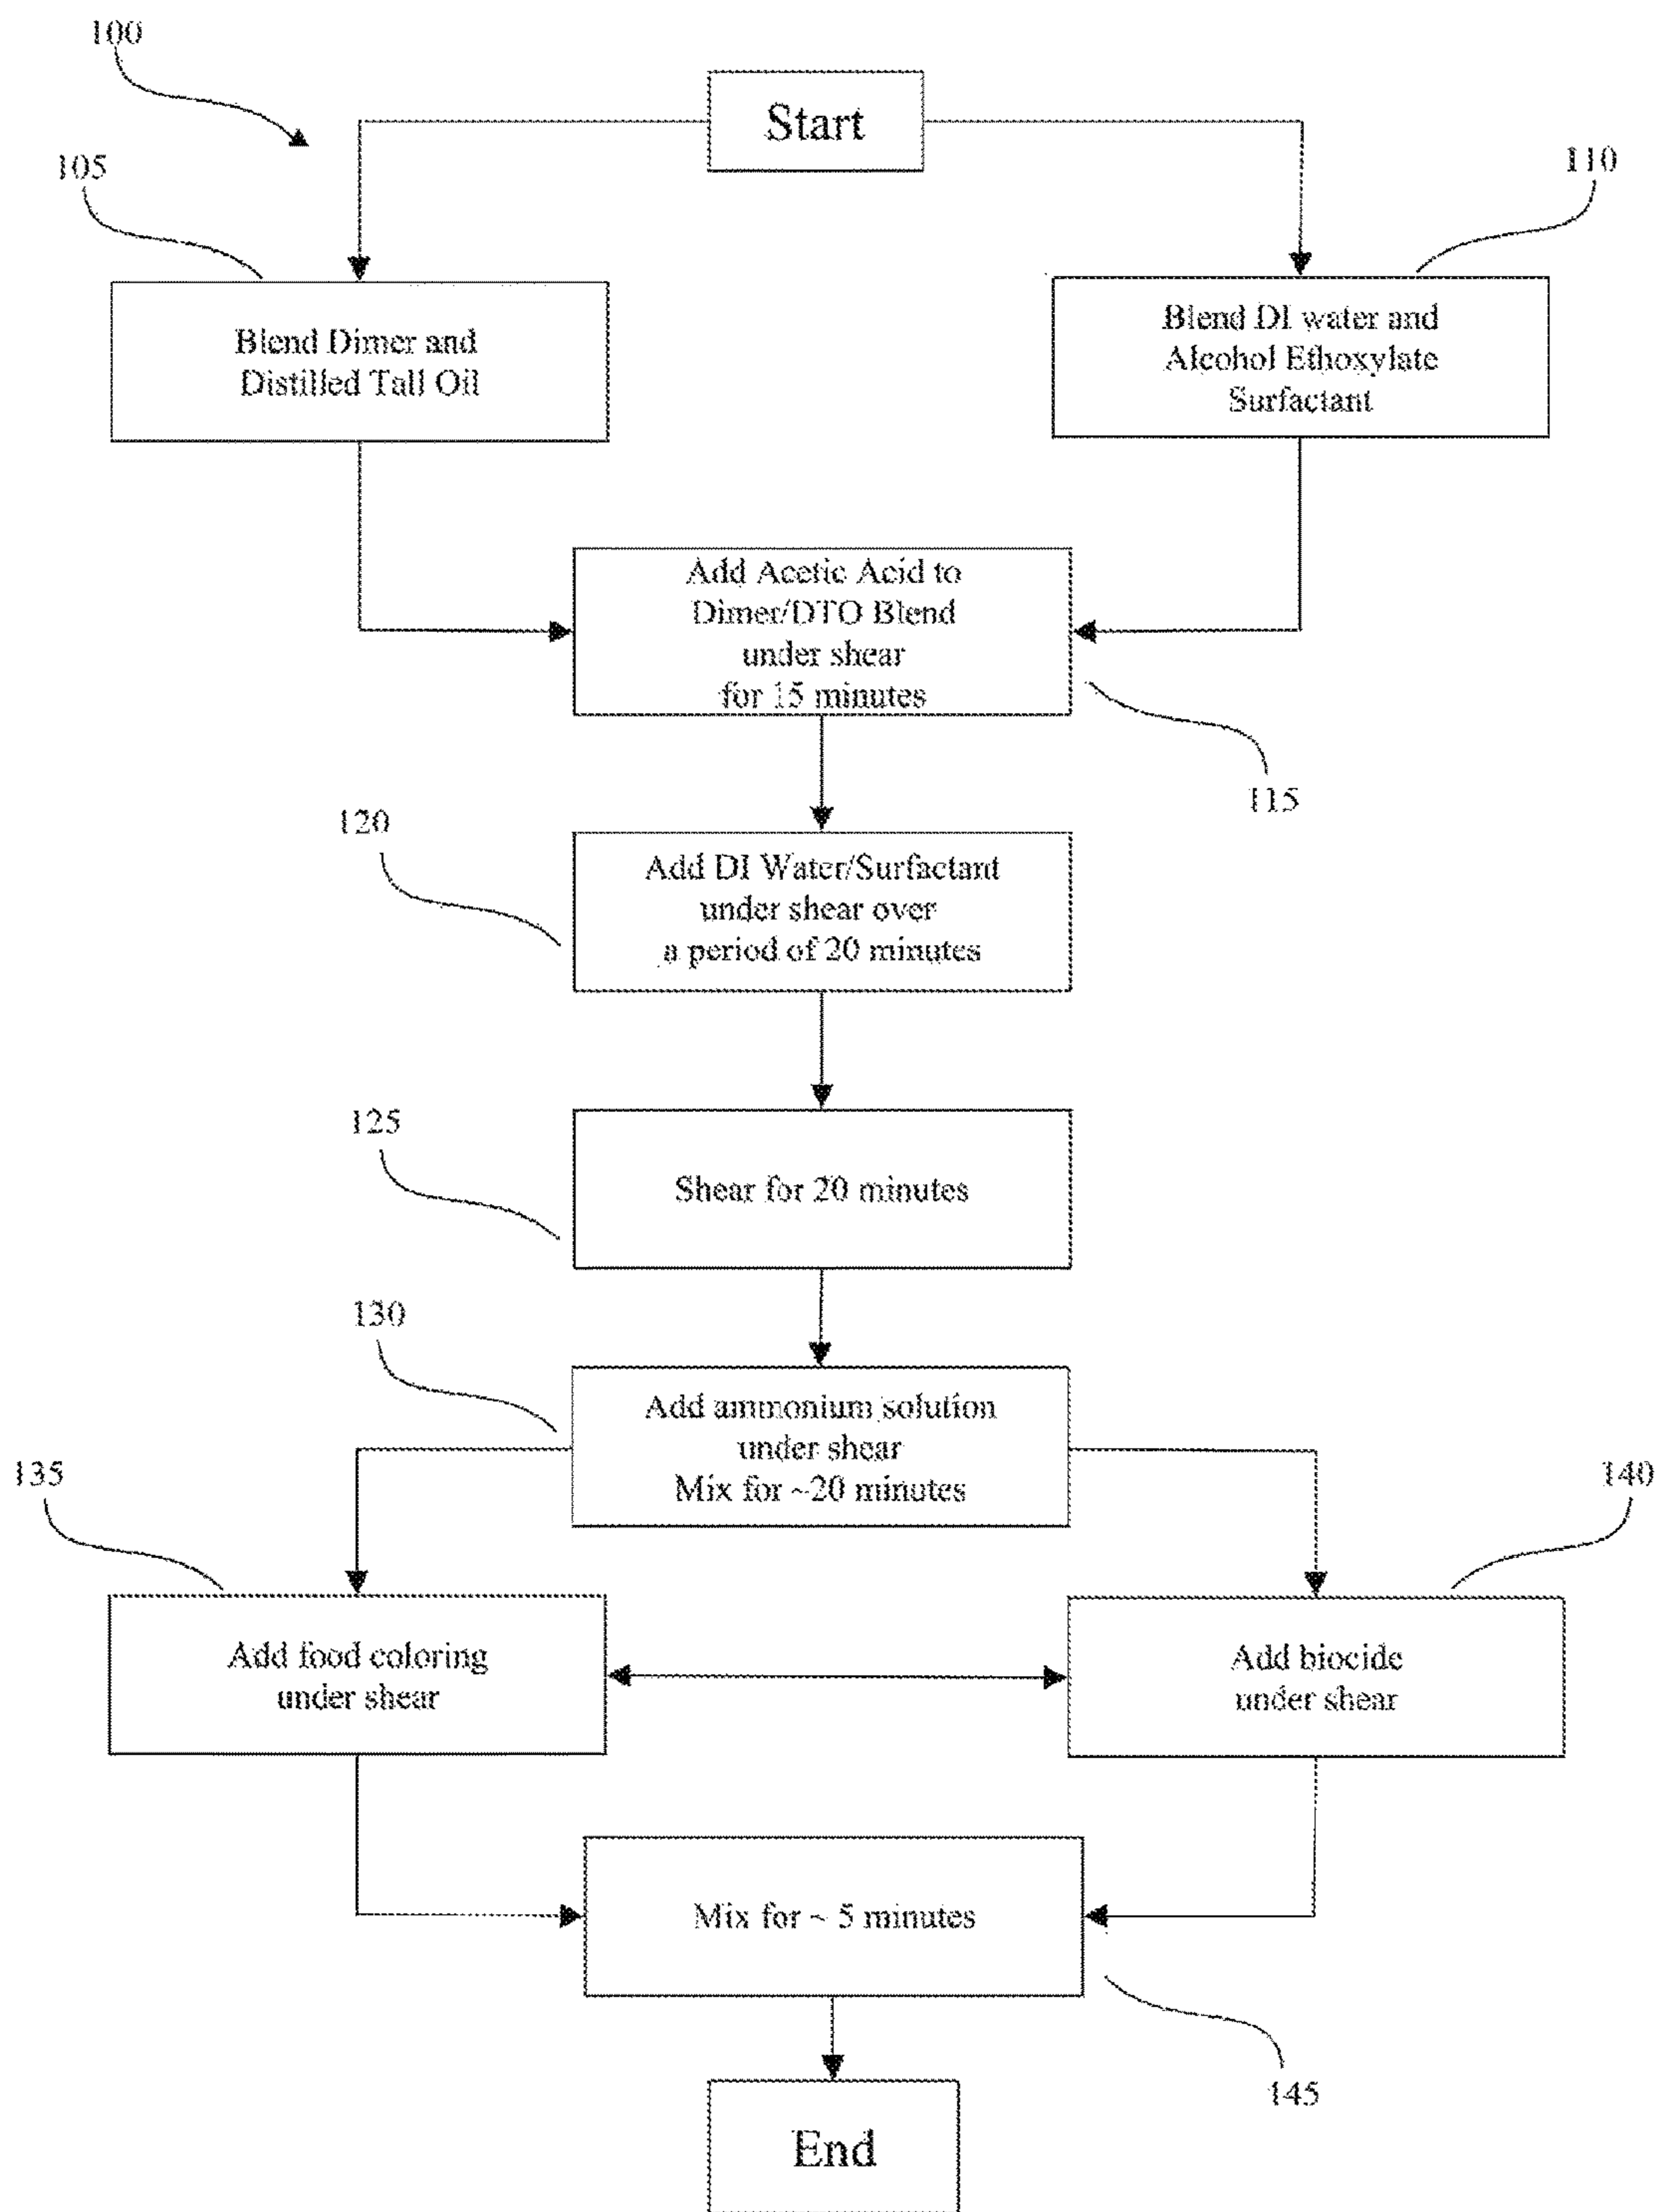 100
Start
105
110
Blend Dimer and
Distilled Tall Oil
Blend DI water and
Alcohol Ethoxylate
Surfactant
Add Acetic Acid to
Dimer/DTO Blend
under shear
for 15 minutes
115
120
Add DI Water/Surfactant
under shear over
a period of 20 minutes
125
Shear for 20 minutes
130
Add ammonium solution
under shear
Mix for ~20 minutes
135
140
Add food coloring
under shear
Add biocide
under shear
Mix for ~ 5 minutes
145
End